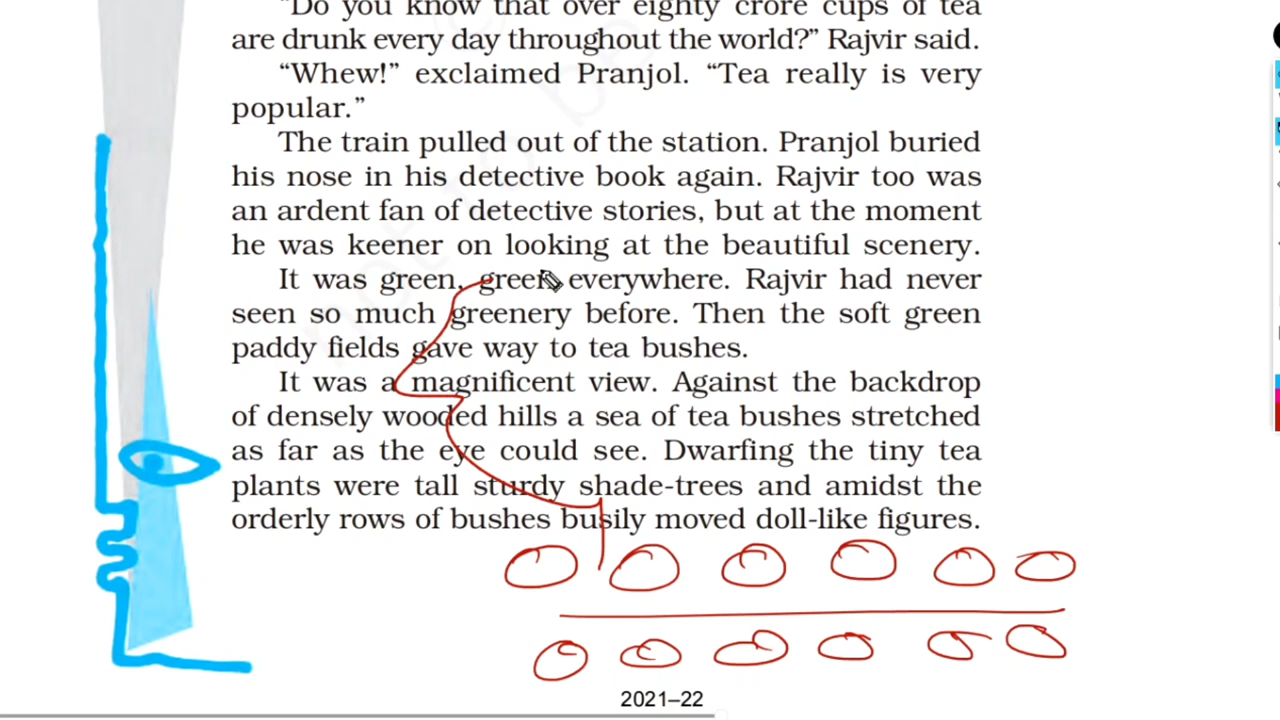 "Do you know that over eighty crore cups of tea
are drunk every day throughout the world?" Rajvir said.
"Whew!" exclaimed Pranjol. "Tea really is very
popular."
The train pulled out of the station. Pranjol buried
his nose in his detective book again. Rajvir too was
an ardent fan of detective stories, but at the moment
he was keener on looking at the beautiful scenery.
It was green, green everywhere. Rajvir had never
seen so much greenery before. Then the soft green
paddy fields gave way to tea bushes.
It was a magnificent view. Against the backdrop
of densely wooded hills a sea of tea bushes stretched
as far as the eye could see. Dwarfing the tiny tea
plants were tall sturdy shade-trees and amidst the
orderly rows of bushes busily moved doll-like figures.
2021–22